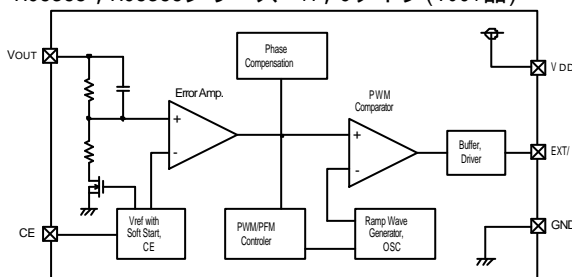 VOUT
Phase
Compensation
VDD
Error Amp.
PWM
Comparator
+
-
+
-
Buffer,
Driver
EXT/
CE
Vref with
Soft Start,
CE
PWM/PFM
Controler
Ramp Wave
Generator,
OSC
GND